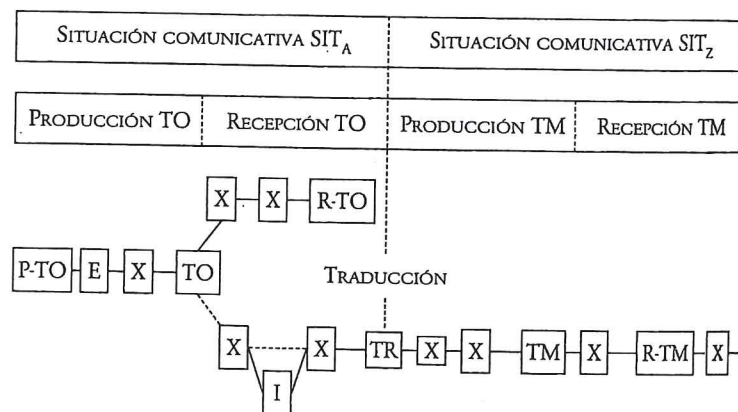 SITUACIÓN COMUNICATIVA SIT_A SITUACIÓN COMUNICATIVA SIT_Z
PRODUCCIÓN TO RECEPCIÓN TO PRODUCCIÓN TM RECEPCIÓN TM
X X R-TO
P-TO E X TO TRADUCCIÓN
X X TR X X TM X R-TM X
I